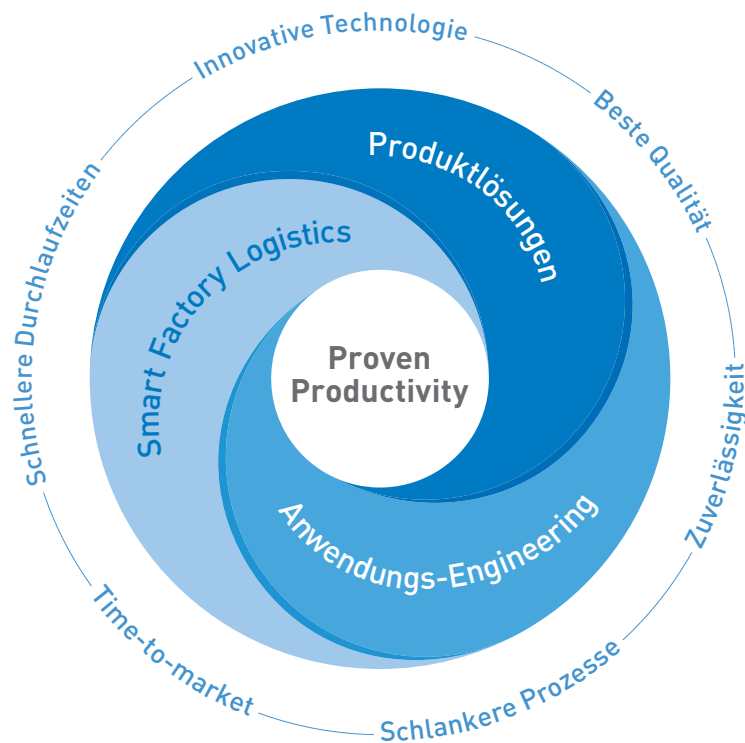 Innovative Technologie
Beste Qualität
Zuverlässigkeit
Schlankere Prozesse
Time-to-market
Schnellere Durchlaufzeiten
Produktlösungen
Anwendungs-Engineering
Smart Factory Logistics
Proven
Productivity